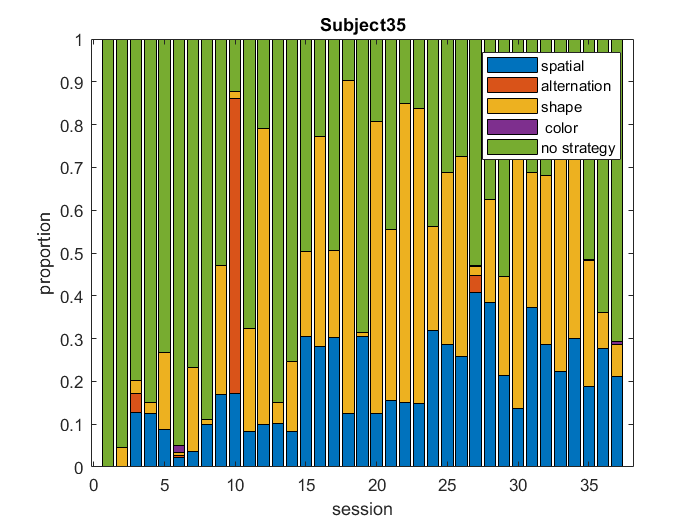 Subject35
1
0.9
0.8
0.7
0.6
0.5
0.4
0.3
0.2
0.1
0
proportion
spatial
alternation
shape
color
no strategy
0 5 10 15 20 25 30 35
session